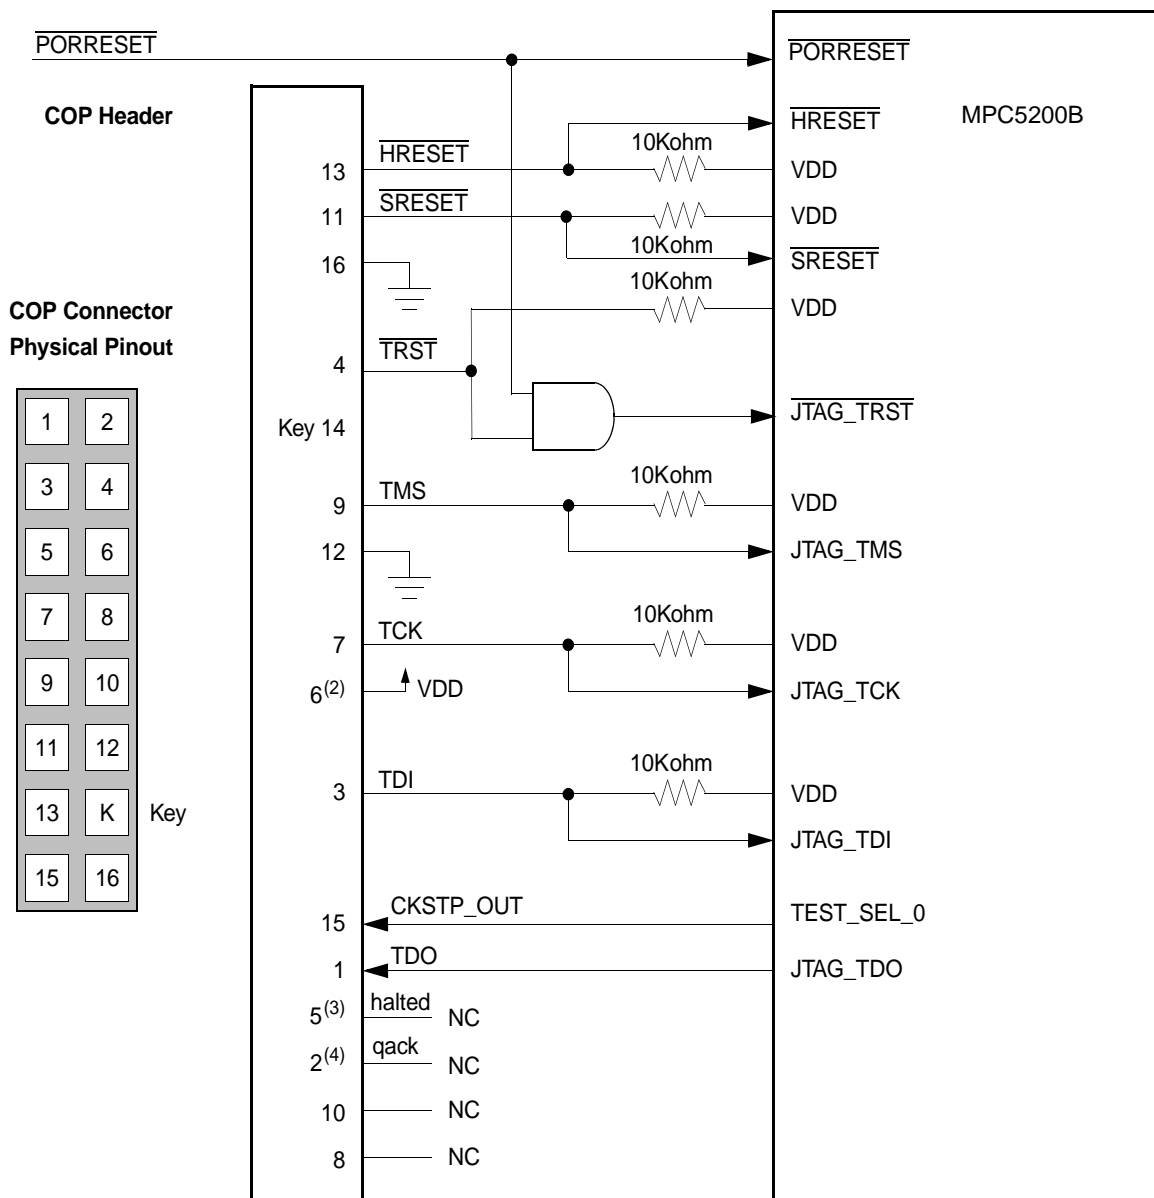 PORRESET
PORRESET
COP Header
HRESET
MPC5200B
13
HRESET
10Kohm
VDD
11
SRESET
VDD
16
10Kohm
SRESET
10Kohm
VDD
COP Connector
Physical Pinout
4
TRST
Key 14
JTAG_TRST
1 2
3 4
5 6
7 8
9 10
11 12
13 K Key
15 16
9
TMS
10Kohm
VDD
12
JTAG_TMS
7
TCK
10Kohm
VDD
6(2)
VDD
JTAG_TCK
3
TDI
10Kohm
VDD
JTAG_TDI
15
CKSTP_OUT
TEST_SEL_0
1
TDO
JTAG_TDO
5(3)
halted
NC
2(4)
qack
NC
10
NC
8
NC